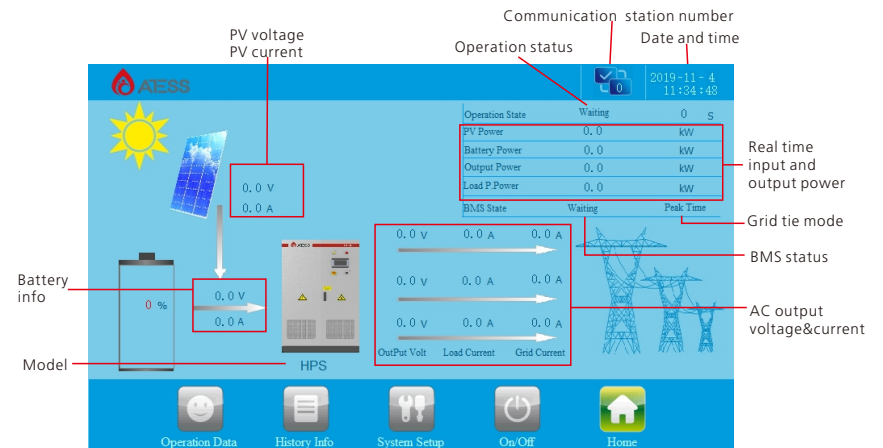 Communication station number
Date and time
PV voltage
PV current
Operation status
ATESS
0
2019-11- 4
11:34:48
Operation State Waiting 0 S
PV Power 0. 0 kW
Battery Power 0. 0 kW
Output Power 0. 0 kW
Load P.Power 0. 0 kW
BMS State Waiting Peak Time
Real time
input and
output power
Grid tie mode
BMS status
0. 0 V
0. 0 A
0. 0 V 0. 0 A 0. 0 A
0. 0 V 0. 0 A 0. 0 A
0. 0 V 0. 0 A 0. 0 A
OutPut Volt Load Current Grid Current
AC output
voltage&current
Battery
info
0 %
0. 0 V
0. 0 A
ATESS
Model
HPS
Operation Data
History Info
System Setup
On/Off
Home